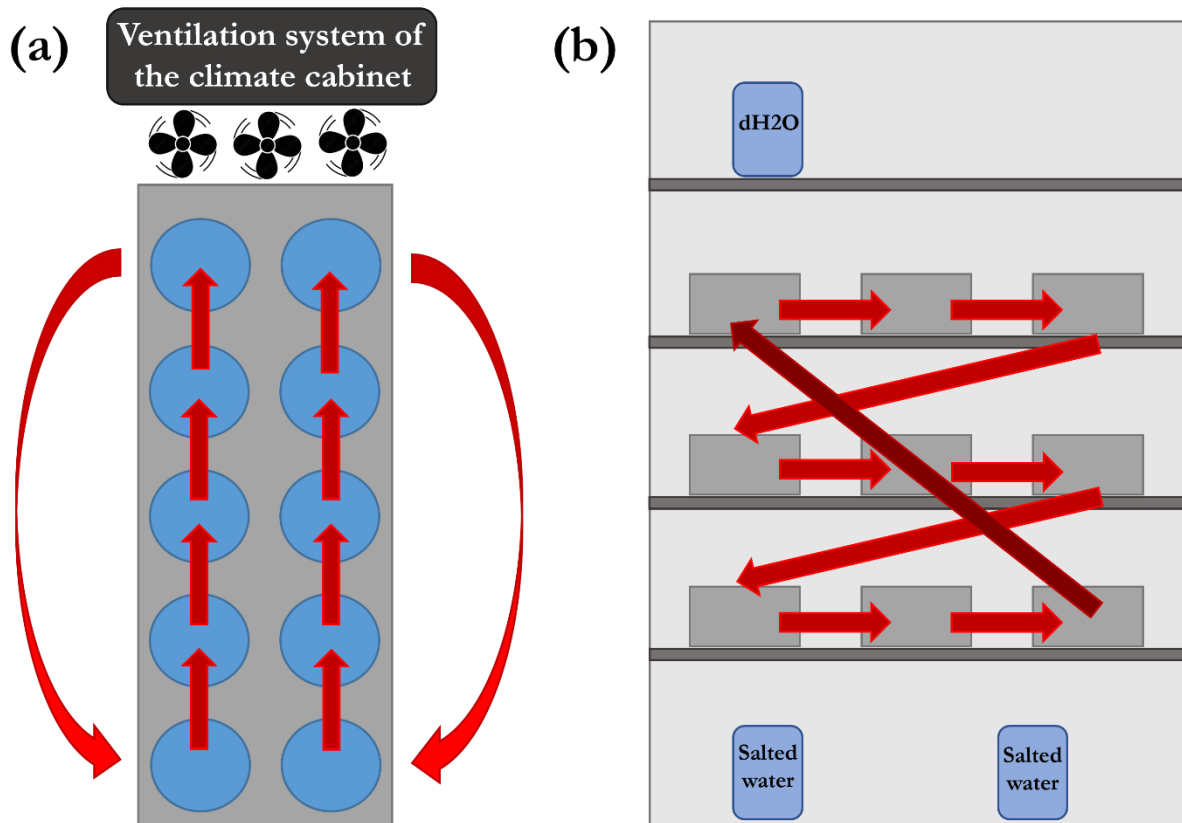 (a)
Ventilation system of
the climate cabinet
(b)
dH2O
Salted
water
Salted
water